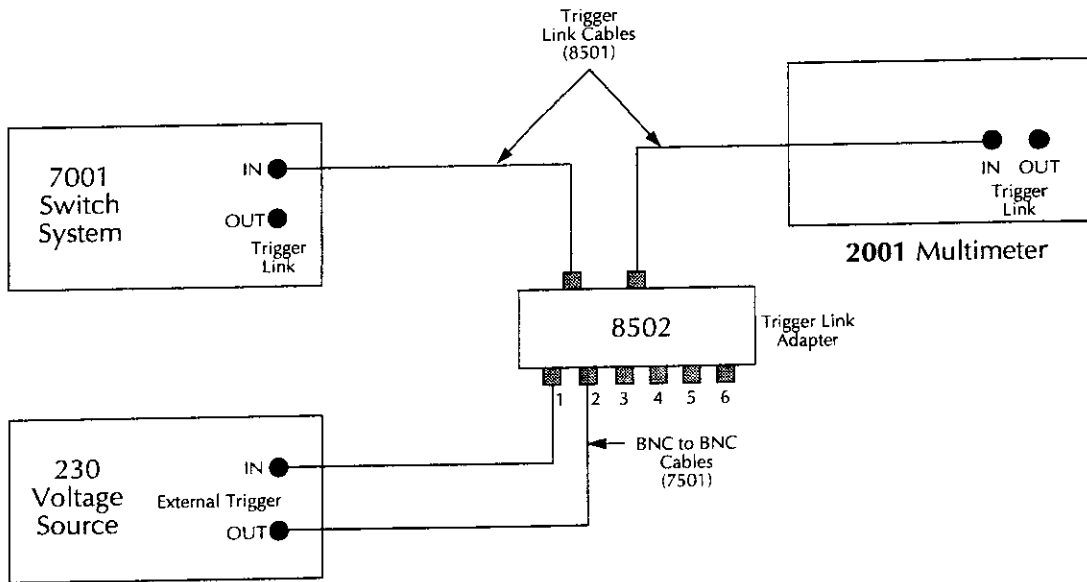 Trigger
Link Cables
(8501)
7001
Switch
System
IN
OUT
Trigger
Link
IN OUT
Trigger
Link
2001 Multimeter
8502
Trigger Link
Adapter
1 2 3 4 5 6
230
Voltage
Source
IN
External Trigger
OUT
BNC to BNC
Cables
(7501)